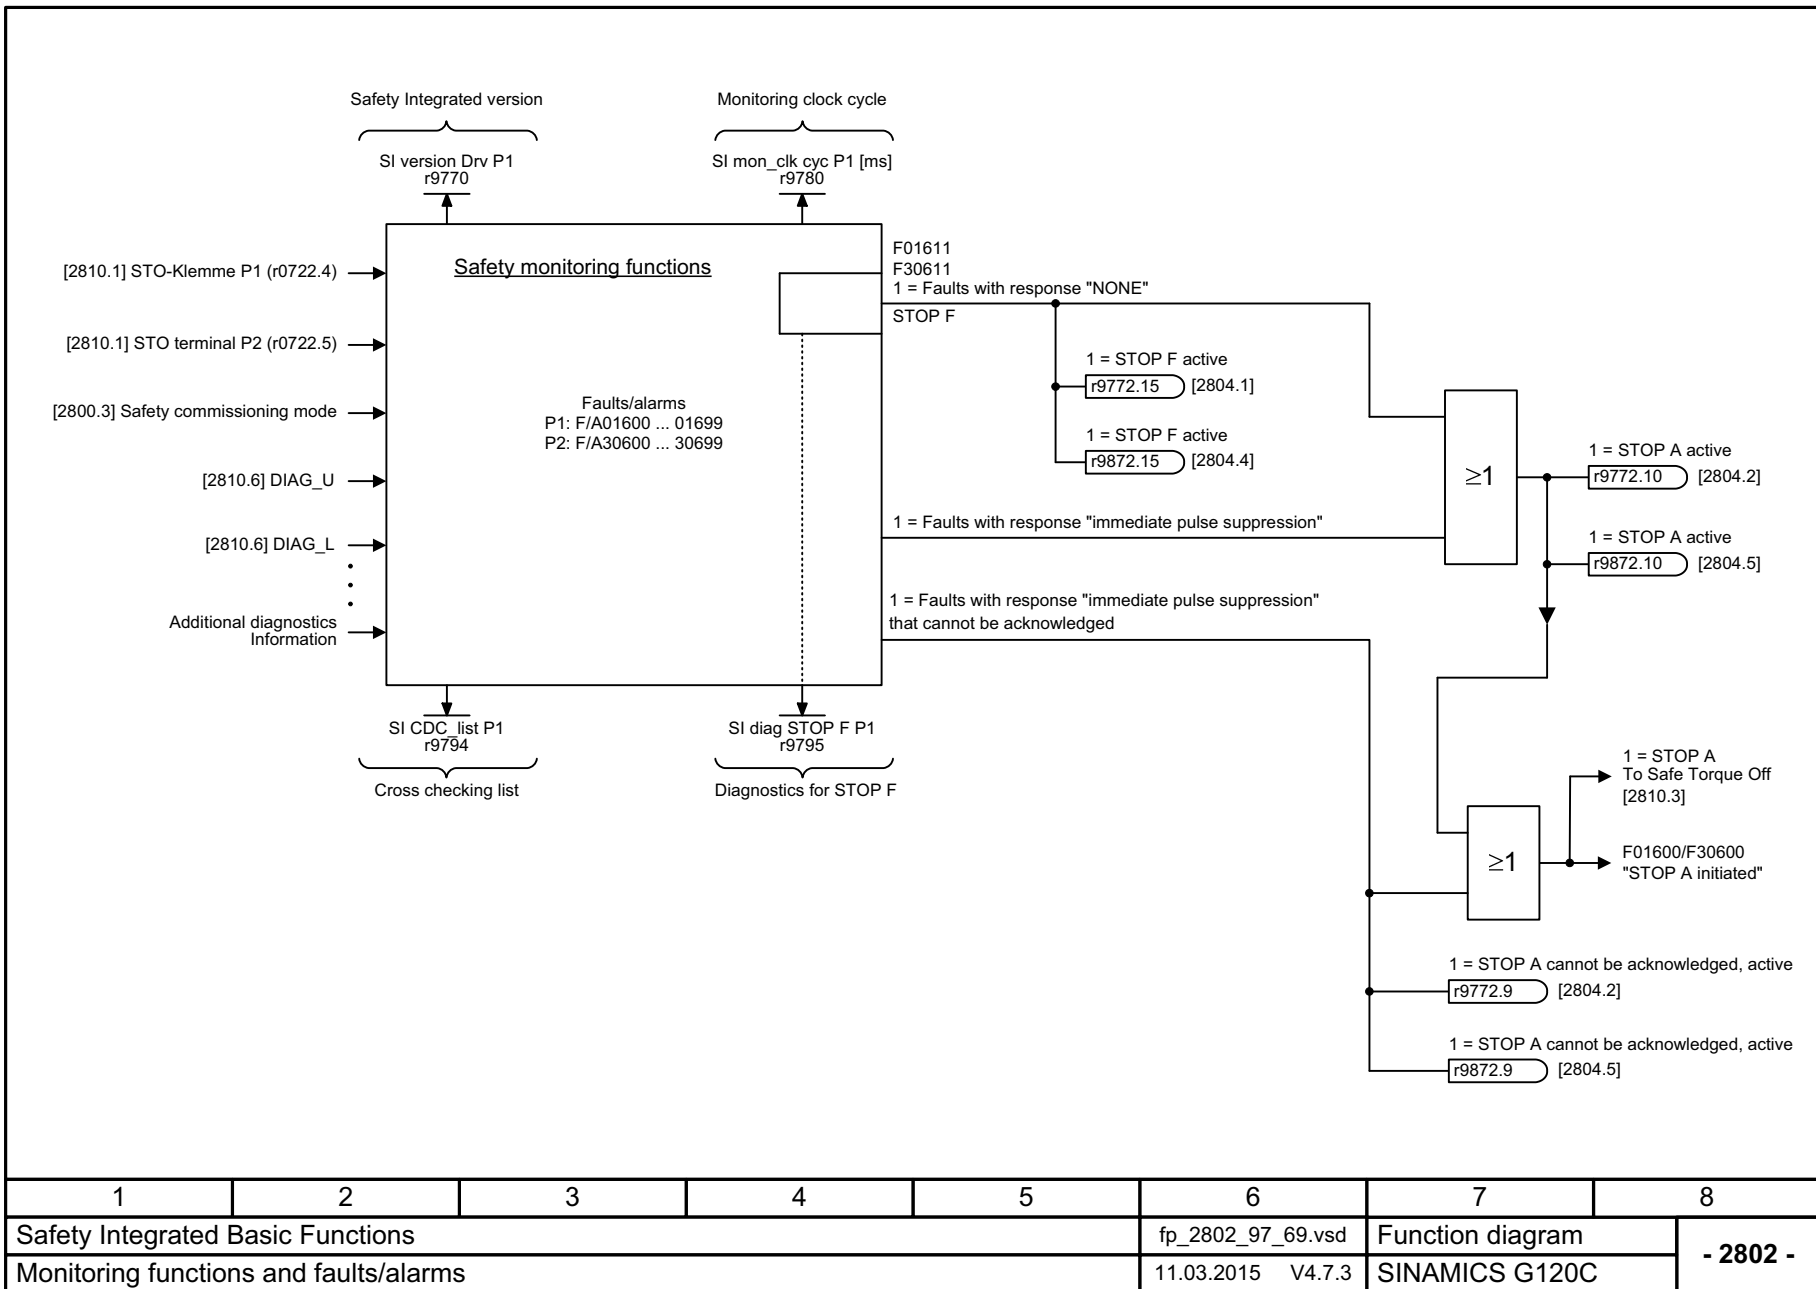 Safety Integrated version
Monitoring clock cycle
SI version Drv P1
r9770
SI mon_clk cyc P1 [ms]
r9780
[2810.1] STO-Klemme P1 (r0722.4)
[2810.1] STO terminal P2 (r0722.5)
[2800.3] Safety commissioning mode
[2810.6] DIAG_U
[2810.6] DIAG_L
Additional diagnostics
Information
Safety monitoring functions
Faults/alarms
P1: F/A01600 ... 01699
P2: F/A30600 ... 30699
F01611
F30611
1 = Faults with response "NONE"
STOP F
1 = STOP F active
r9772.15 [2804.1]
1 = STOP F active
r9872.15 [2804.4]
1 = Faults with response "immediate pulse suppression"
1 = Faults with response "immediate pulse suppression"
that cannot be acknowledged
≥1
1 = STOP A active
r9772.10 [2804.2]
1 = STOP A active
r9872.10 [2804.5]
SI CDC_list P1
r9794
Cross checking list
SI diag STOP F P1
r9795
Diagnostics for STOP F
≥1
1 = STOP A
To Safe Torque Off
[2810.3]
F01600/F30600
"STOP A initiated"
1 = STOP A cannot be acknowledged, active
r9772.9 [2804.2]
1 = STOP A cannot be acknowledged, active
r9872.9 [2804.5]
1 2 3 4 5 6 7 8
Safety Integrated Basic Functions
fp_2802_97_69.vsd
Function diagram
- 2802 -
Monitoring functions and faults/alarms
11.03.2015 V4.7.3
SINAMICS G120C